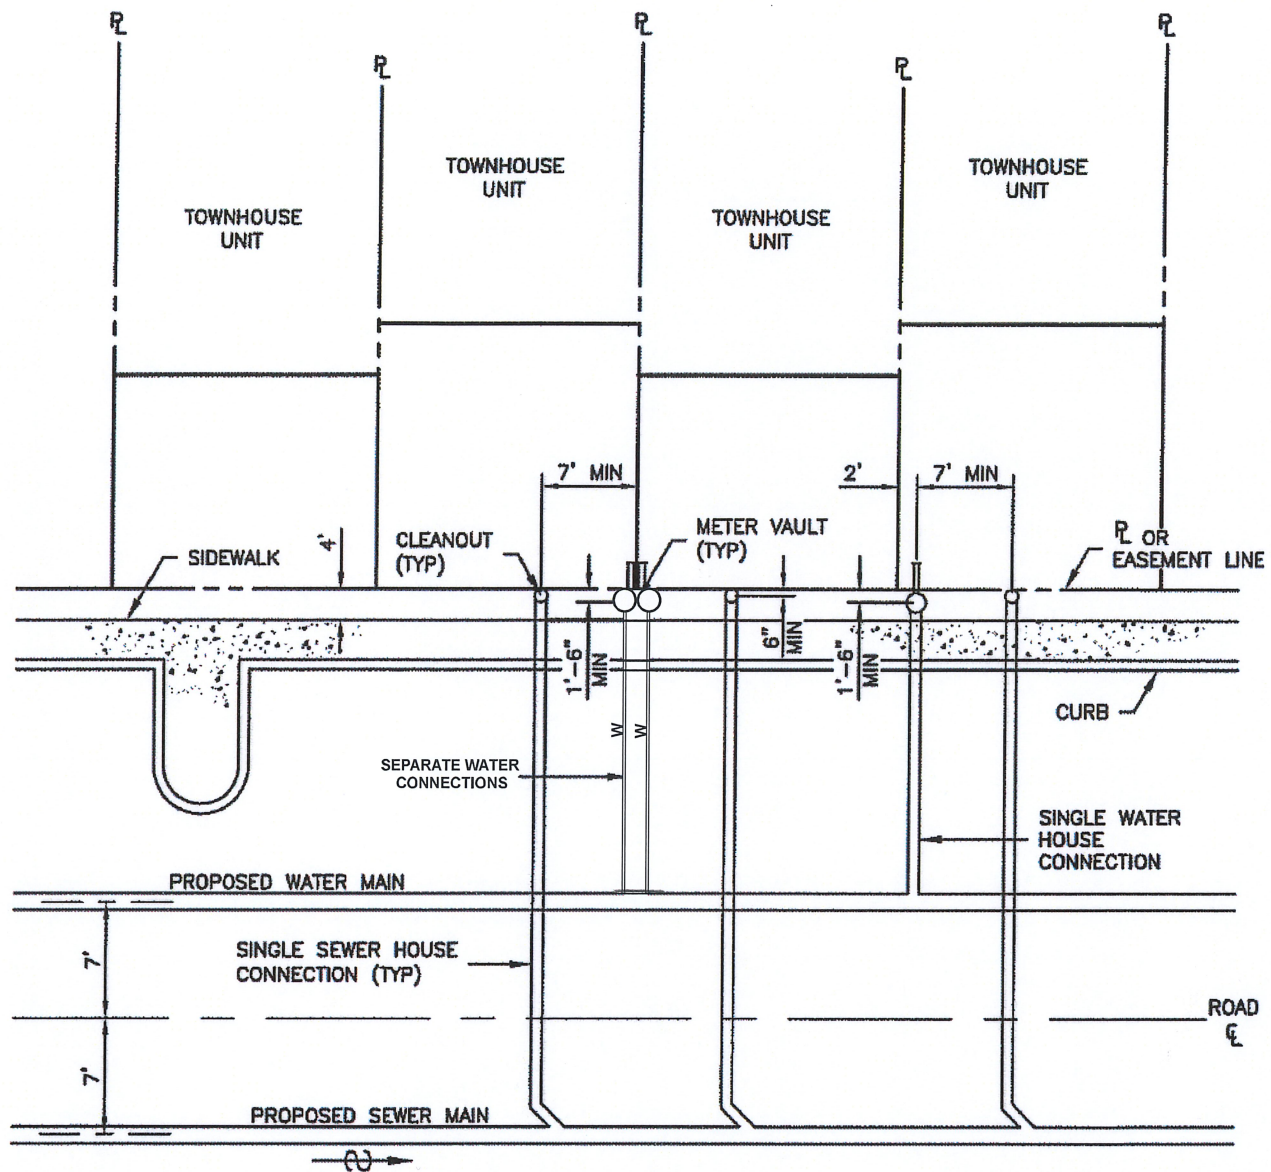 PL
PL
PL
PL
PL
TOWNHOUSE
UNIT
TOWNHOUSE
UNIT
TOWNHOUSE
UNIT
TOWNHOUSE
UNIT
7' MIN
2'
7' MIN
4'
SIDEWALK
CLEANOUT
(TYP)
METER VAULT
(TYP)
PL OR
EASEMENT LINE
1'-6"
MIN
6"
MIN
1'-6"
MIN
CURB
W
W
SEPARATE WATER
CONNECTIONS
SINGLE WATER
HOUSE
CONNECTION
PROPOSED WATER MAIN
7'
SINGLE SEWER HOUSE
CONNECTION (TYP)
ROAD
CL
7'
PROPOSED SEWER MAIN